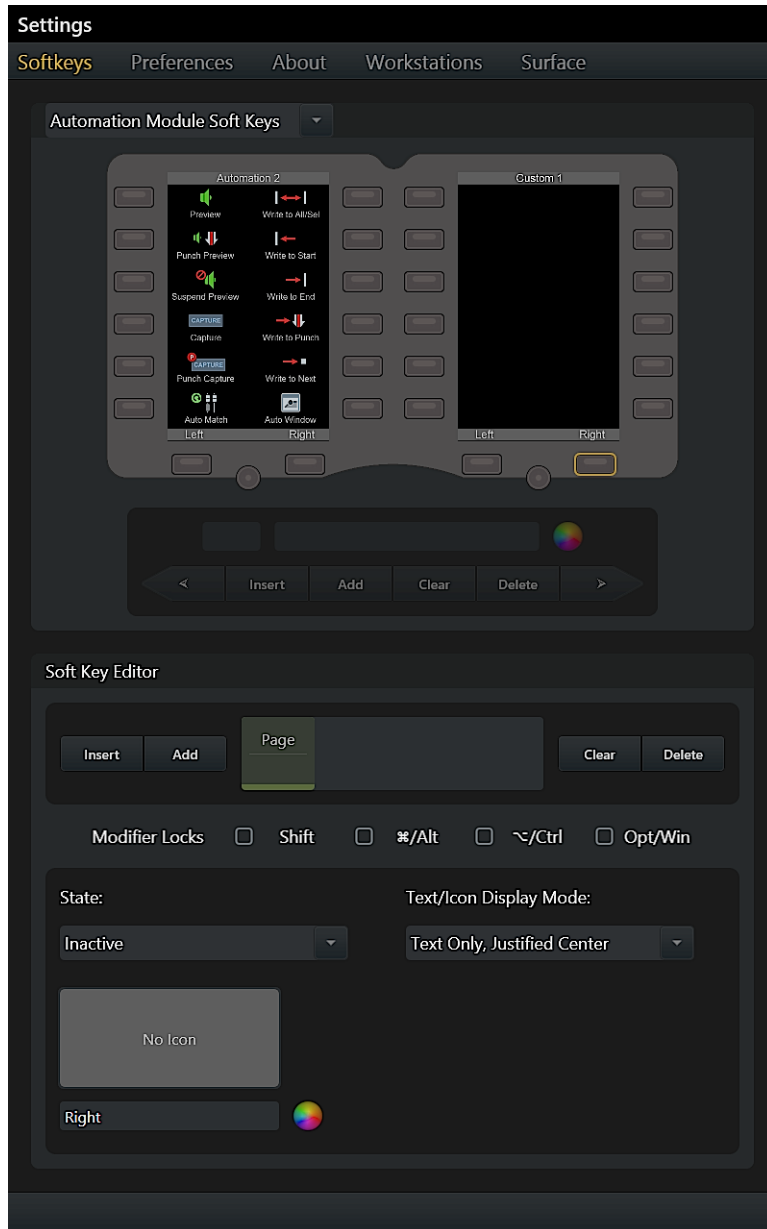 Settings
Softkeys Preferences About Workstations Surface
Automation Module Soft Keys
Automation 2 Custom 1
Preview Write to All/Sel
Punch Preview Write to Start
Suspend Preview Write to End
CAPTURE
Capture Write to Punch
P
CAPTURE
Punch Capture Write to Next
Auto Match Auto Window
Left Right Left Right
Insert Add Clear Delete
Soft Key Editor
Insert Add Page Clear Delete
Modifier Locks Shift ⌘/Alt ⌥/Ctrl Opt/Win
State: Text/Icon Display Mode:
Inactive Text Only, Justified Center
No Icon
Right